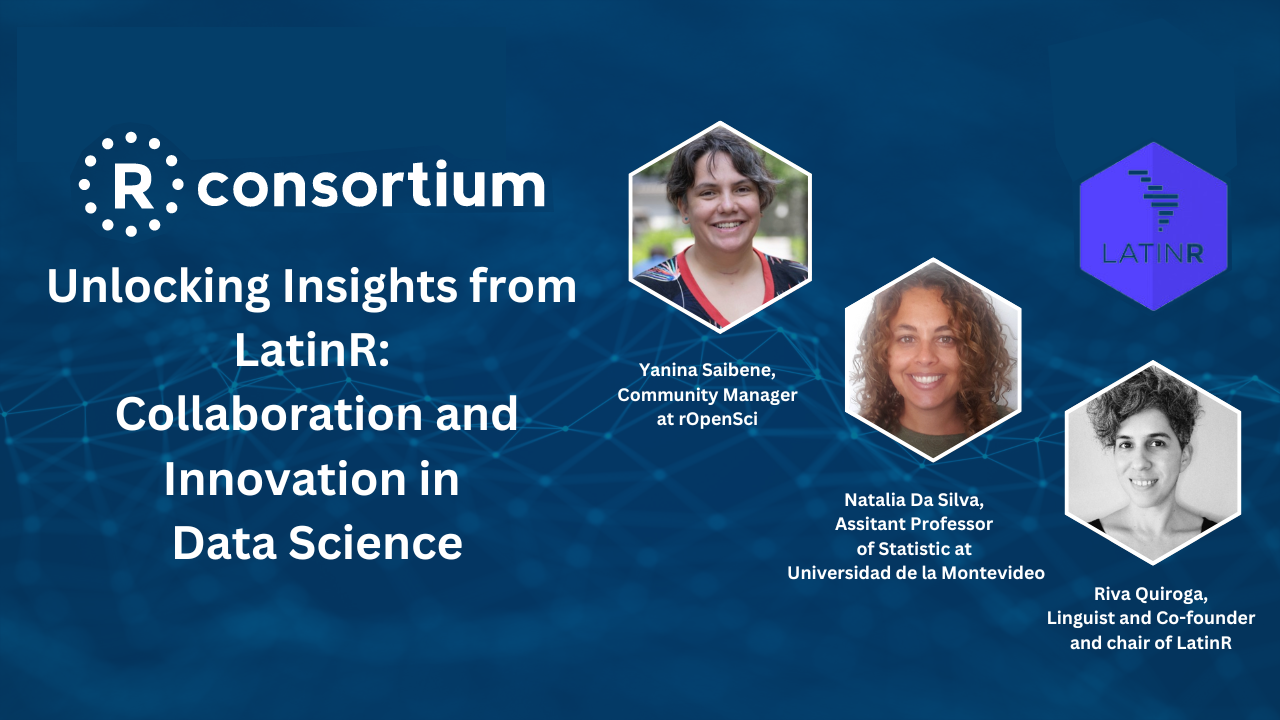 R consortium
Unlocking Insights from
LatinR:
Collaboration and
Innovation in
Data Science
Yanina Saibene,
Community Manager
at rOpenSci
Natalia Da Silva,
Assitant Professor
of Statistic at
Universidad de la Montevideo
LATINR
Riva Quiroga,
Linguist and Co-founder
and chair of LatinR